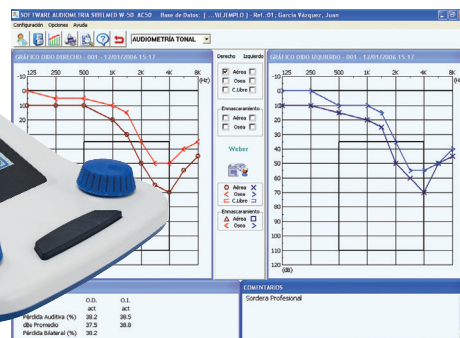 SOFTWARE AUDIOMETRIA SIBELMED W-50 AC50 Base de Datos: [ ...\EJEMPLO ] - Ref. 01; García Vázquez, Juan
Configuración Opciones Ayuda
AUDIOMETRÍA TONAL
GRÁFICO OIDO DERECHO - 001 - 12/01/2006 15:17
Derecho Izquierdo
GRÁFICO OIDO IZQUIERDO - 001 - 12/01/2006 15:17
125 250 500 1K 2K 4K 8K
(Hz)
-10
0
10
20
Aérea
Osea
C.Libre
Enmascaramiento
Aérea
Osea
Weber
Aérea
Osea
C.Libre
Enmascaramiento
Aérea
Osea
125 250 500 1K 2K 4K 8K
(Hz)
-10
0
10
20
30
40
50
60
70
80
90
100
110
120
(dB)
O.D. O.I.
act act
Pérdida Auditiva (%) 38.2 38.5
dBs Promedio 37.5 38.8
Pérdida Bilateral (%) 38.2
COMENTARIOS
Sordera Profesional